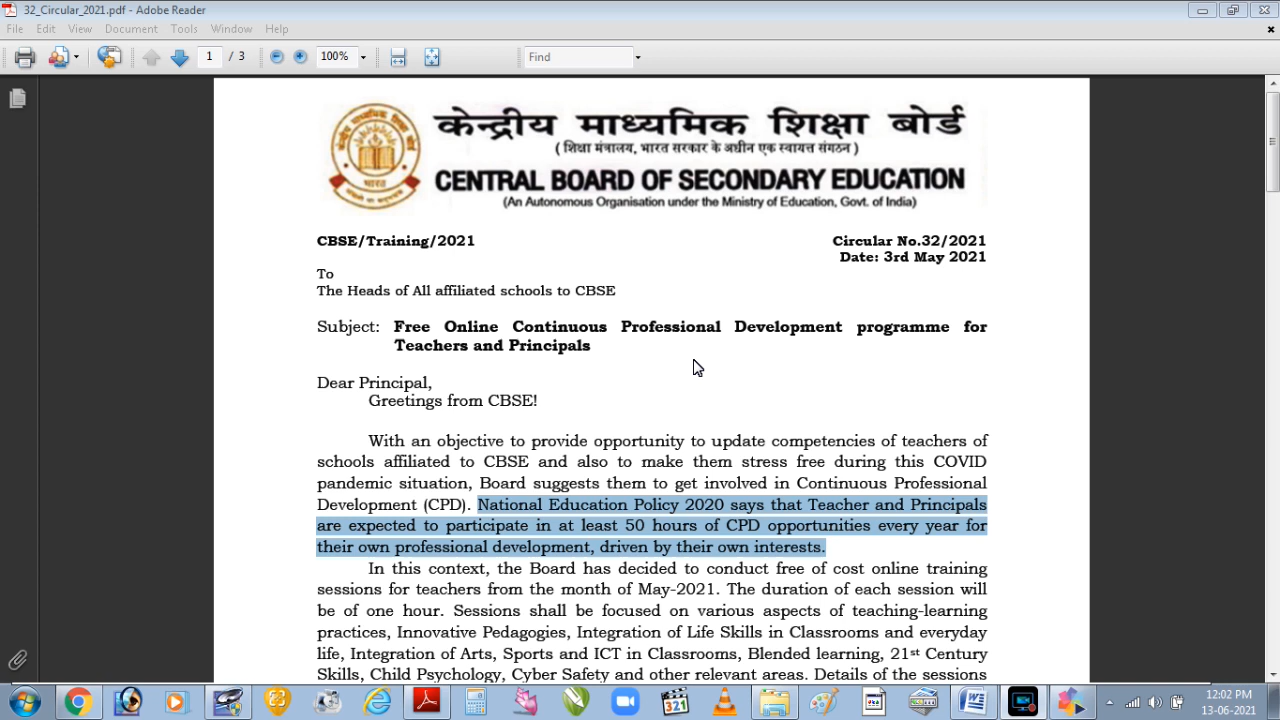 32_Circular_2021.pdf - Adobe Reader
File Edit View Document Tools Window Help
1 / 3 100% Find
केन्द्रीय माध्यमिक शिक्षा बोर्ड
(शिक्षा मंत्रालय, भारत सरकार के अधीन एक स्वायत्त संगठन)
CENTRAL BOARD OF SECONDARY EDUCATION
(An Autonomous Organisation under the Ministry of Education, Govt. of India)
भारत
CBSE/Training/2021 Circular No.32/2021
Date: 3rd May 2021
To
The Heads of All affiliated schools to CBSE
Subject: Free Online Continuous Professional Development programme for
Teachers and Principals
Dear Principal,
Greetings from CBSE!
With an objective to provide opportunity to update competencies of teachers of
schools affiliated to CBSE and also to make them stress free during this COVID
pandemic situation, Board suggests them to get involved in Continuous Professional
Development (CPD). National Education Policy 2020 says that Teacher and Principals
are expected to participate in at least 50 hours of CPD opportunities every year for
their own professional development, driven by their own interests.
In this context, the Board has decided to conduct free of cost online training
sessions for teachers from the month of May-2021. The duration of each session will
be of one hour. Sessions shall be focused on various aspects of teaching-learning
practices, Innovative Pedagogies, Integration of Life Skills in Classrooms and everyday
life, Integration of Arts, Sports and ICT in Classrooms, Blended learning, 21st Century
Skills, Child Psychology, Cyber Safety and other relevant areas. Details of the sessions
321
12:02 PM
13-06-2021